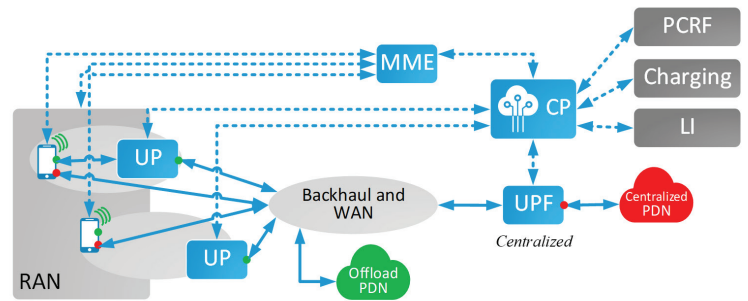 PCRF
MME
Charging
CP
LI
UP
Backhaul and
WAN
UPF
Centralized
PDN
Centralized
UP
Offload
PDN
RAN